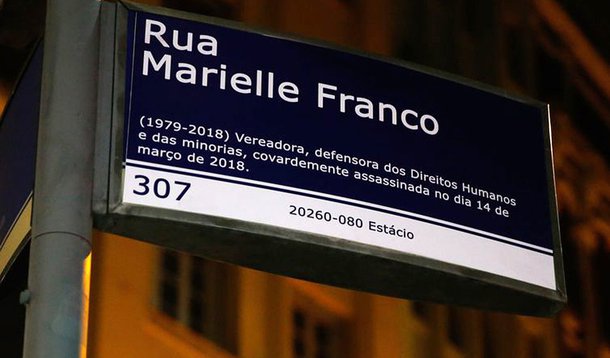 Rua
Marielle Franco
(1979-2018) Vereadora, defensora dos Direitos Humanos
e das minorias, covardemente assassinada no dia 14 de
março de 2018.
307
20260-080 Estácio